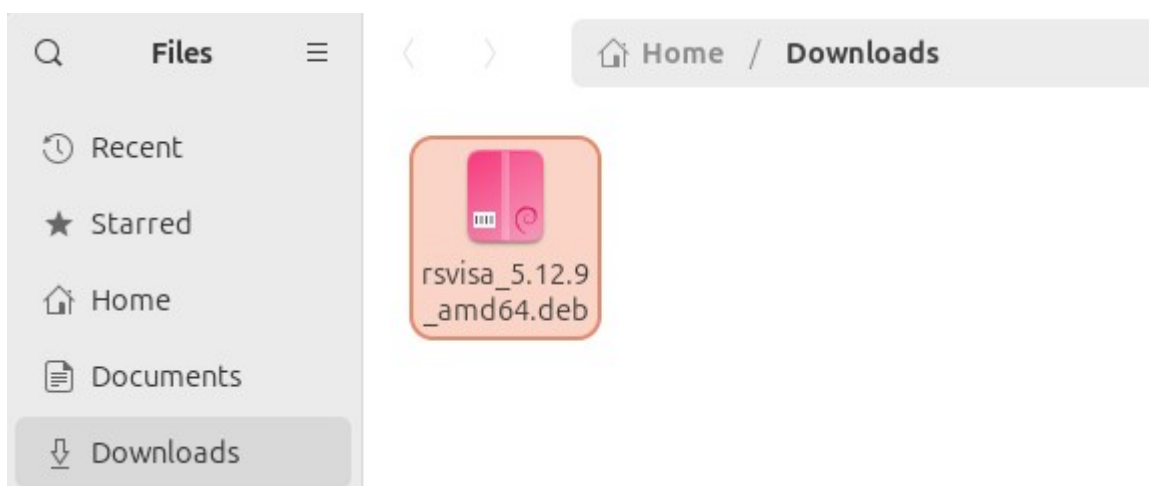 Files
Home / Downloads
Recent
Starred
Home
Documents
Downloads
rsvisa_5.12.9
_amd64.deb